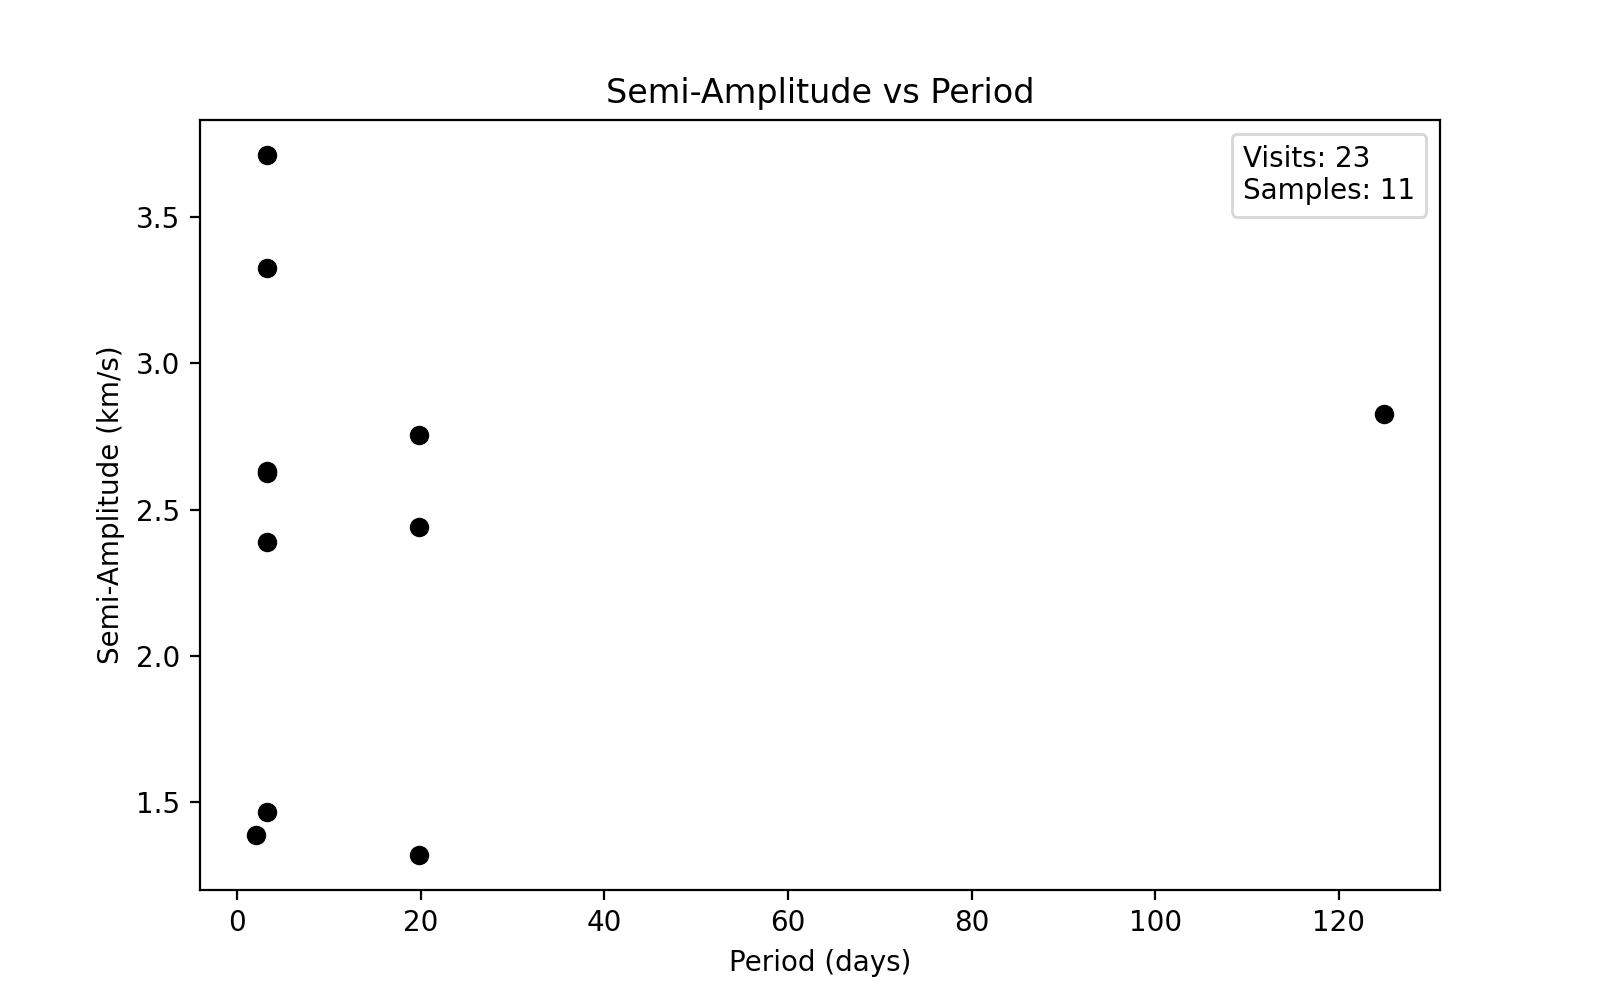 Semi-Amplitude vs Period
Visits: 23
Samples: 11
Semi-Amplitude (km/s)
3.5
3.0
2.5
2.0
1.5
0 20 40 60 80 100 120
Period (days)